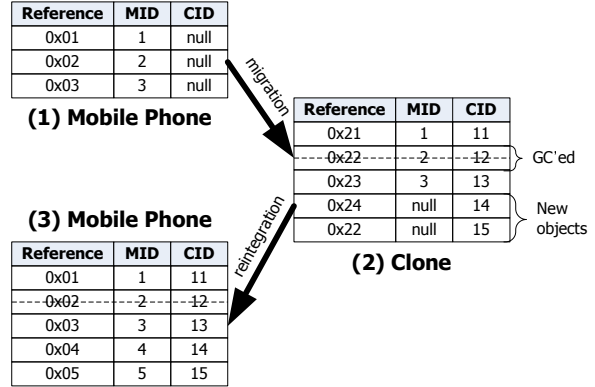 Reference MID CID
0x01 1 null
0x02 2 null
0x03 3 null
(1) Mobile Phone
migration
Reference MID CID
0x21 1 11
0x22 2 12
0x23 3 13
0x24 null 14
0x22 null 15
GC'ed
New
objects
(2) Clone
reintegration
(3) Mobile Phone
Reference MID CID
0x01 1 11
0x02 2 12
0x03 3 13
0x04 4 14
0x05 5 15